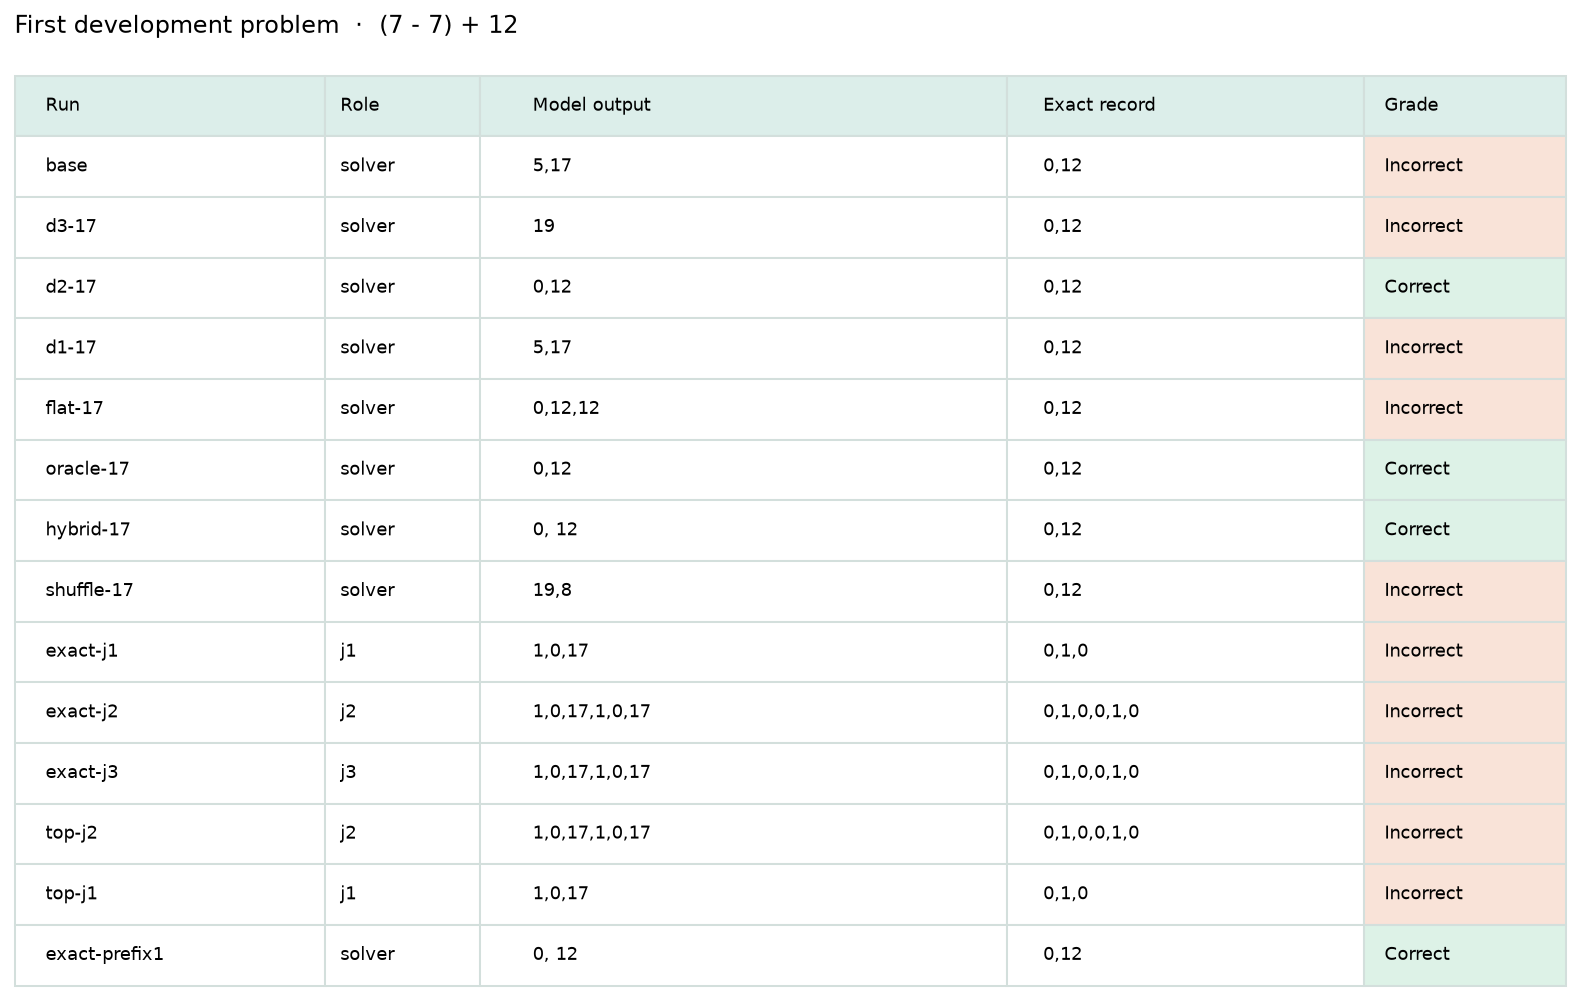 First development problem · (7 - 7) + 12
Run Role Model output Exact record Grade
base solver 5,17 0,12 Incorrect
d3-17 solver 19 0,12 Incorrect
d2-17 solver 0,12 0,12 Correct
d1-17 solver 5,17 0,12 Incorrect
flat-17 solver 0,12,12 0,12 Incorrect
oracle-17 solver 0,12 0,12 Correct
hybrid-17 solver 0, 12 0,12 Correct
shuffle-17 solver 19,8 0,12 Incorrect
exact-j1 j1 1,0,17 0,1,0 Incorrect
exact-j2 j2 1,0,17,1,0,17 0,1,0,0,1,0 Incorrect
exact-j3 j3 1,0,17,1,0,17 0,1,0,0,1,0 Incorrect
top-j2 j2 1,0,17,1,0,17 0,1,0,0,1,0 Incorrect
top-j1 j1 1,0,17 0,1,0 Incorrect
exact-prefix1 solver 0, 12 0,12 Correct